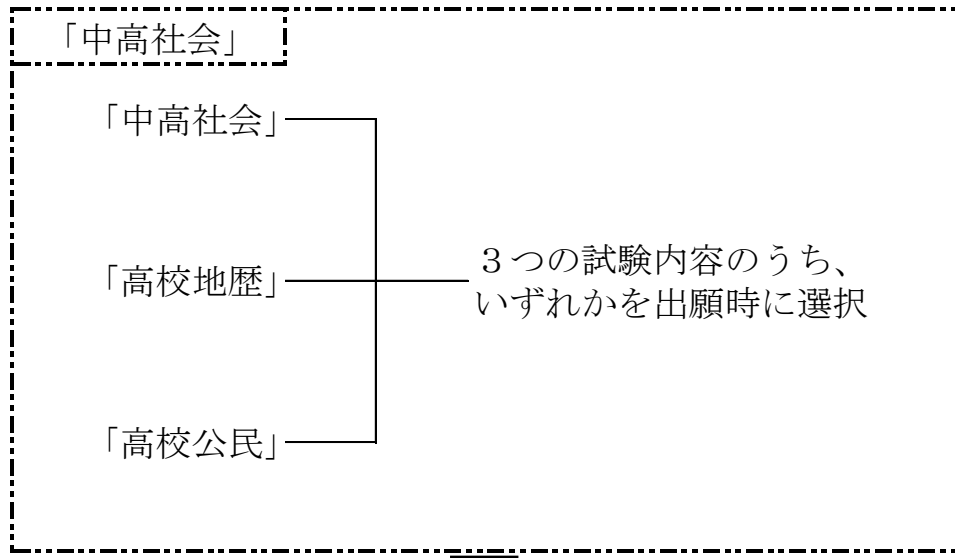 「中高社会」
「中高社会」
「高校地歴」
３つの試験内容のうち、
いずれかを出願時に選択
「高校公民」